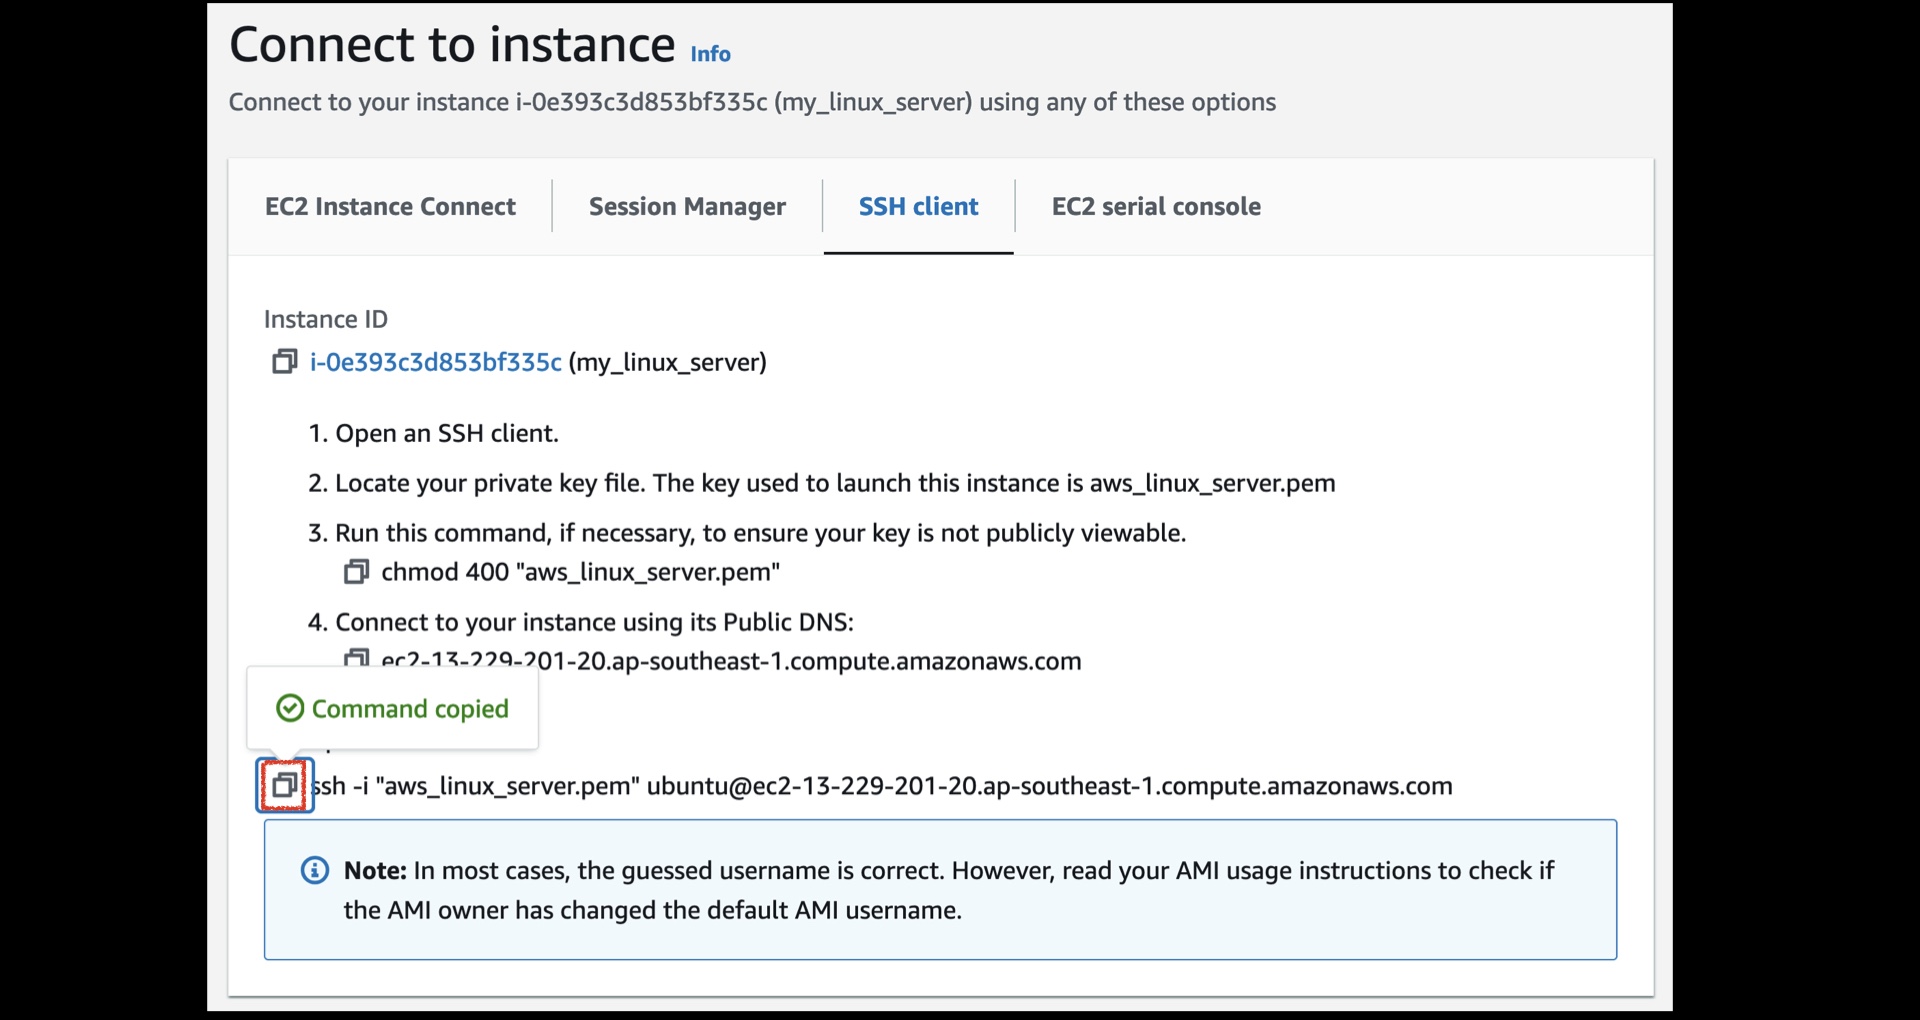 Connect to instance Info
Connect to your instance i-0e393c3d853bf335c (my_linux_server) using any of these options
EC2 Instance Connect
Session Manager
SSH client
EC2 serial console
Instance ID
i-0e393c3d853bf335c (my_linux_server)
1. Open an SSH client.
2. Locate your private key file. The key used to launch this instance is aws_linux_server.pem
3. Run this command, if necessary, to ensure your key is not publicly viewable.
chmod 400 "aws_linux_server.pem"
4. Connect to your instance using its Public DNS:
ec2-13-229-201-20.ap-southeast-1.compute.amazonaws.com
Command copied
ssh -i "aws_linux_server.pem" ubuntu@ec2-13-229-201-20.ap-southeast-1.compute.amazonaws.com
Note: In most cases, the guessed username is correct. However, read your AMI usage instructions to check if
the AMI owner has changed the default AMI username.